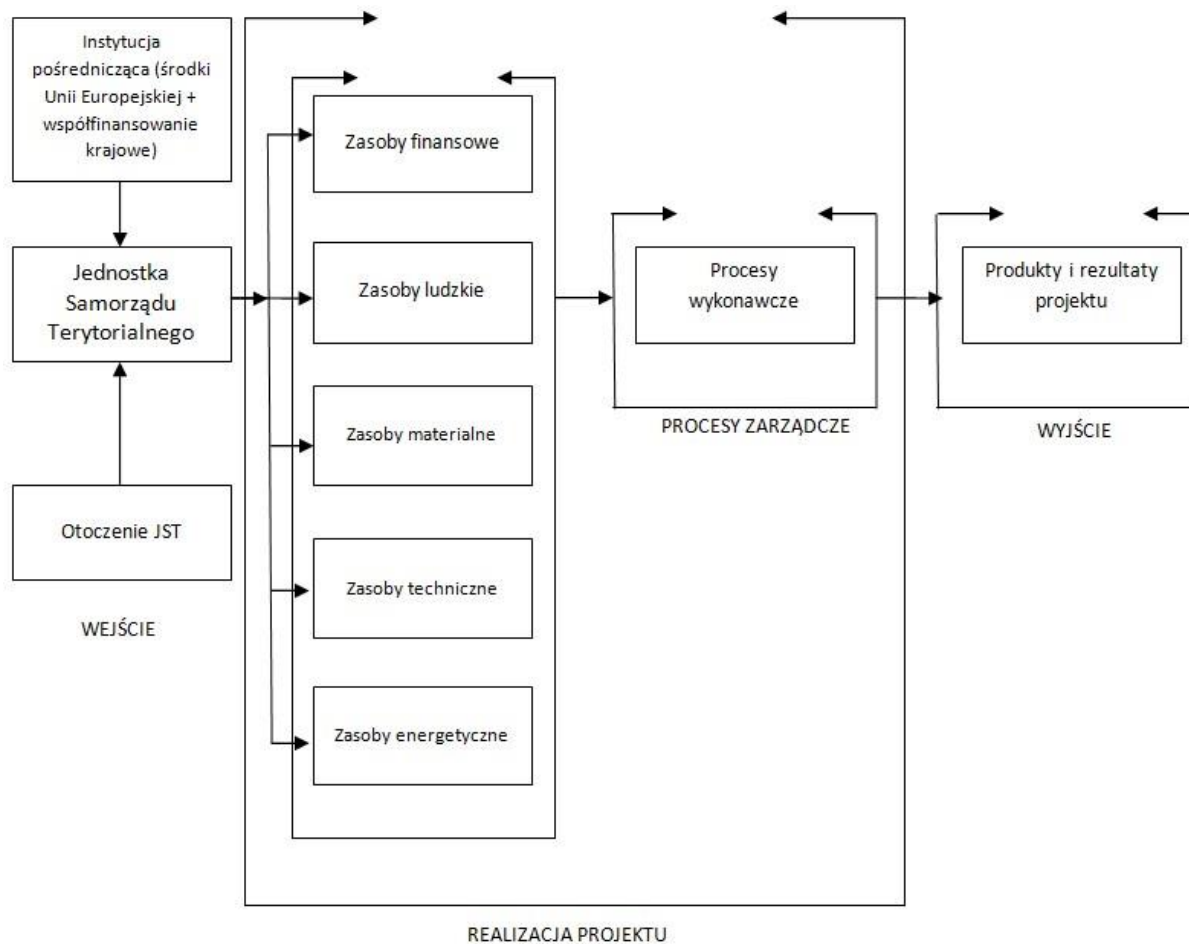 Instytucja
pośrednicząca (środki
Unii Europejskiej +
współfinansowanie
krajowe)
Jednostka
Samorządu
Terytorialnego
Otoczenie JST
WEJŚCIE
Zasoby finansowe
Zasoby ludzkie
Zasoby materialne
Zasoby techniczne
Zasoby energetyczne
Procesy
wykonawcze
PROCESY ZARZĄDCZE
Produkty i rezultaty
projektu
WYJŚCIE
REALIZACJA PROJEKTU